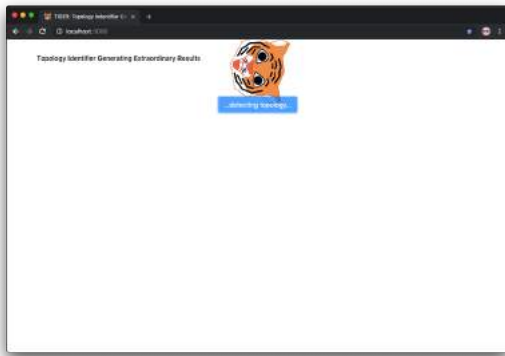 TIGER: Topology Identifier G
localhost
Topology Identifier Generating Extraordinary Results
...detecting topology...